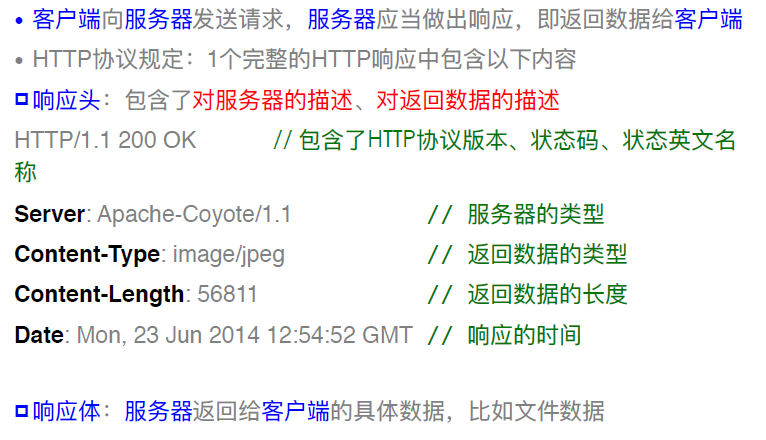 • 客户端向服务器发送请求，服务器应当做出响应，即返回数据给客户端
• HTTP协议规定：1个完整的HTTP响应中包含以下内容
响应头：包含了对服务器的描述、对返回数据的描述
HTTP/1.1 200 OK // 包含了HTTP协议版本、状态码、状态英文名
称
Server: Apache-Coyote/1.1 // 服务器的类型
Content-Type: image/jpeg // 返回数据的类型
Content-Length: 56811 // 返回数据的长度
Date: Mon, 23 Jun 2014 12:54:52 GMT // 响应的时间
响应体：服务器返回给客户端的具体数据，比如文件数据